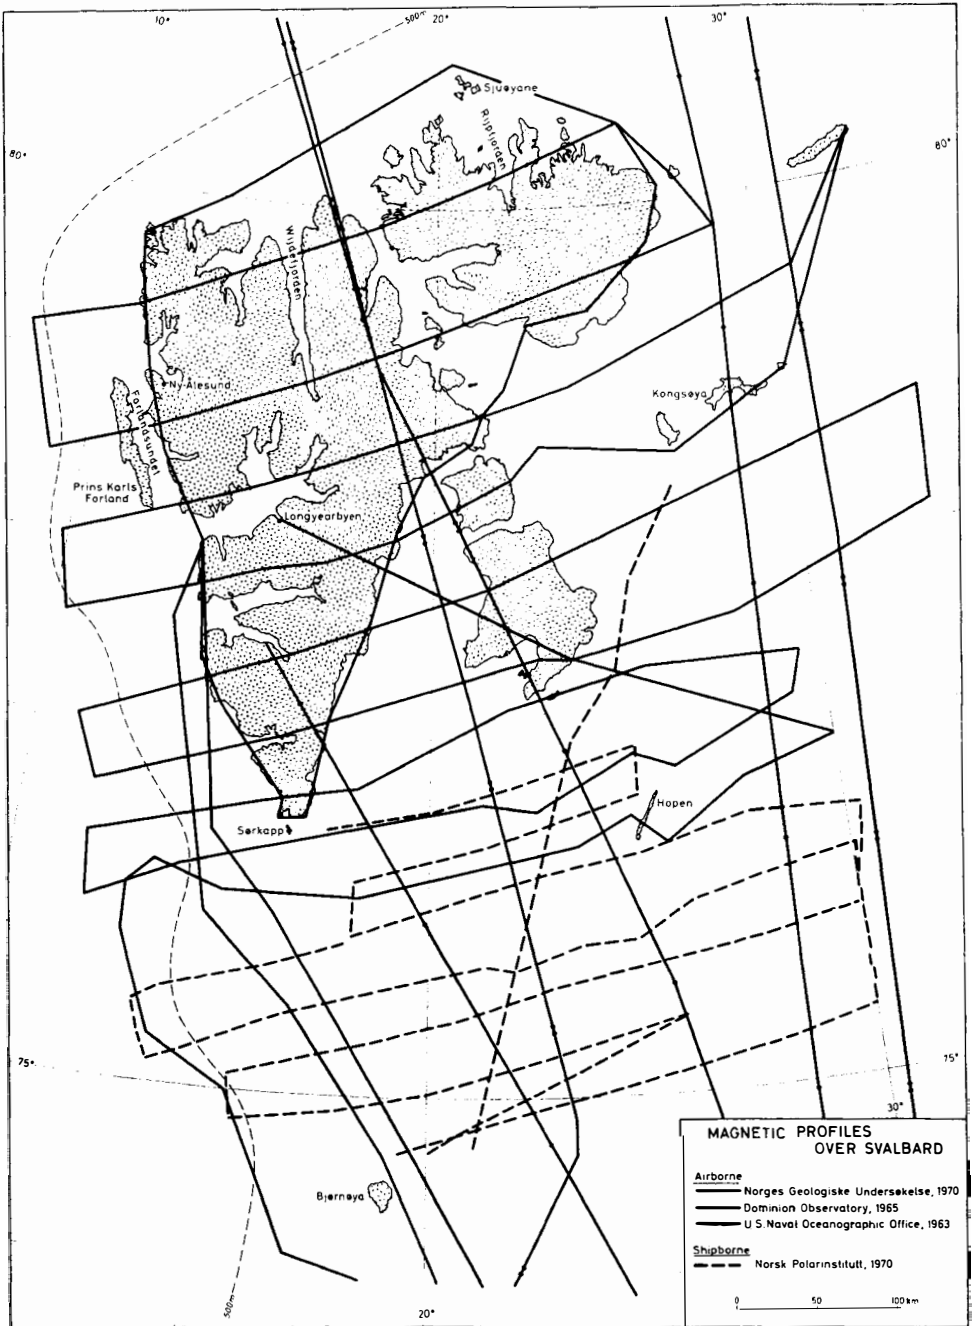 10°
500m
20°
30°
Sjuøyane
Rijpfjorden
80°
80°
Wijdefjorden
Ny-Ålesund
Forlandsundet
Kongsøya
Prins Karls
Forland
Longyearbyen
Sørkapp
Hopen
75°
75°
30°
Bjørnøya
500m
20°
MAGNETIC PROFILES
OVER SVALBARD
Airborne
Norges Geologiske Undersøkelse, 1970
Dominion Observatory, 1965
U.S. Naval Oceanographic Office, 1963
Shipborne
Norsk Polarinstitutt, 1970
0 50 100 km